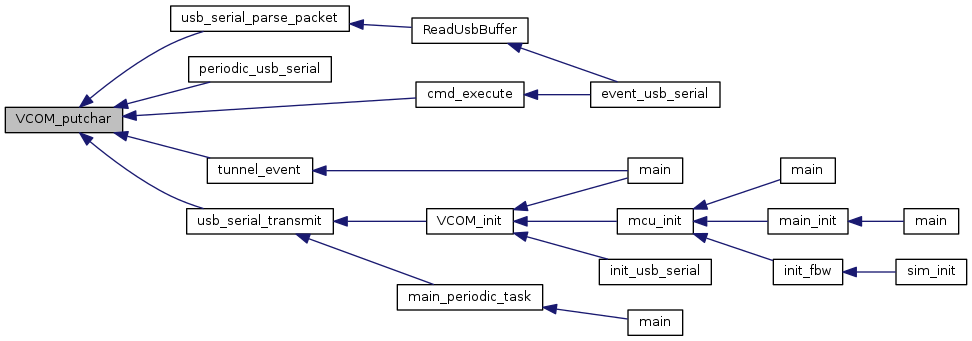 usb_serial_parse_packet
ReadUsbBuffer
periodic_usb_serial
cmd_execute
event_usb_serial
VCOM_putchar
tunnel_event
main
main
usb_serial_transmit
VCOM_init
mcu_init
main_init
main
init_usb_serial
init_fbw
sim_init
main_periodic_task
main